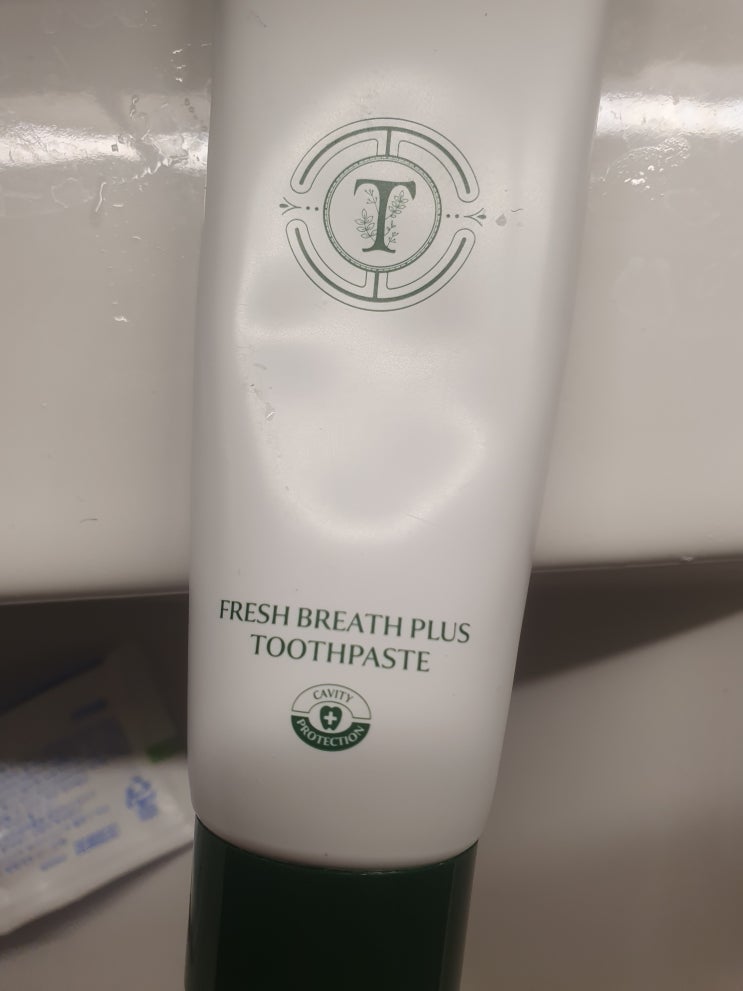 T
FRESH BREATH PLUS
TOOTHPASTE
CAVITY
PROTECTION